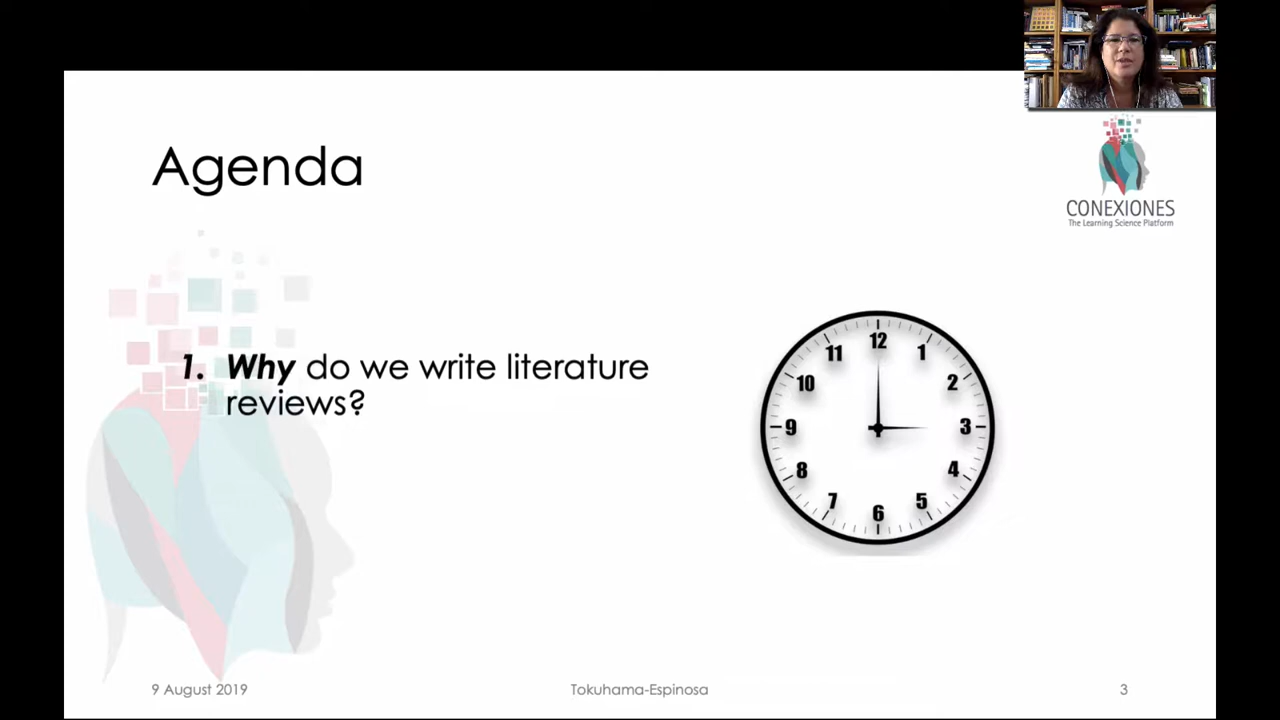 Agenda
CONEXIONES
The Learning Science Platform
1. Why do we write literature
reviews?
12
11 1
10 2
9 3
8 4
7 5
6
9 August 2019 Tokuhama-Espinosa 3